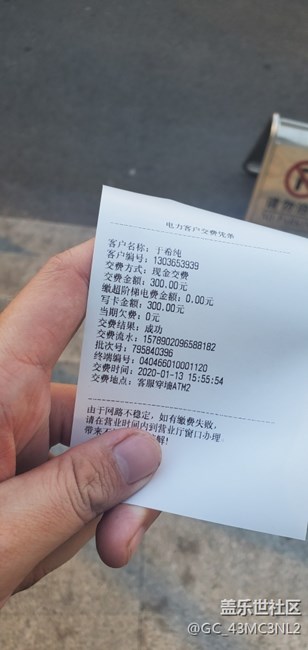 电力客户交费凭条
客户名称：于希纯
客户编号：1303653939
交费方式：现金交费
交费金额：300.00元
缴超阶梯电费金额：0.00元
写卡金额：300.00元
当期欠费：0元
交费结果：成功
交费流水：1578902096588182
批次号：795840396
终端编号：040466010001120
交费时间：2020-01-13 15:55:54
交费地点：客服穿墙ATM2
由于网路不稳定，如有缴费失败，
请在营业时间内到营业厅窗口办理
带来不 解！
盖乐世社区
@GC_43MC3NL2